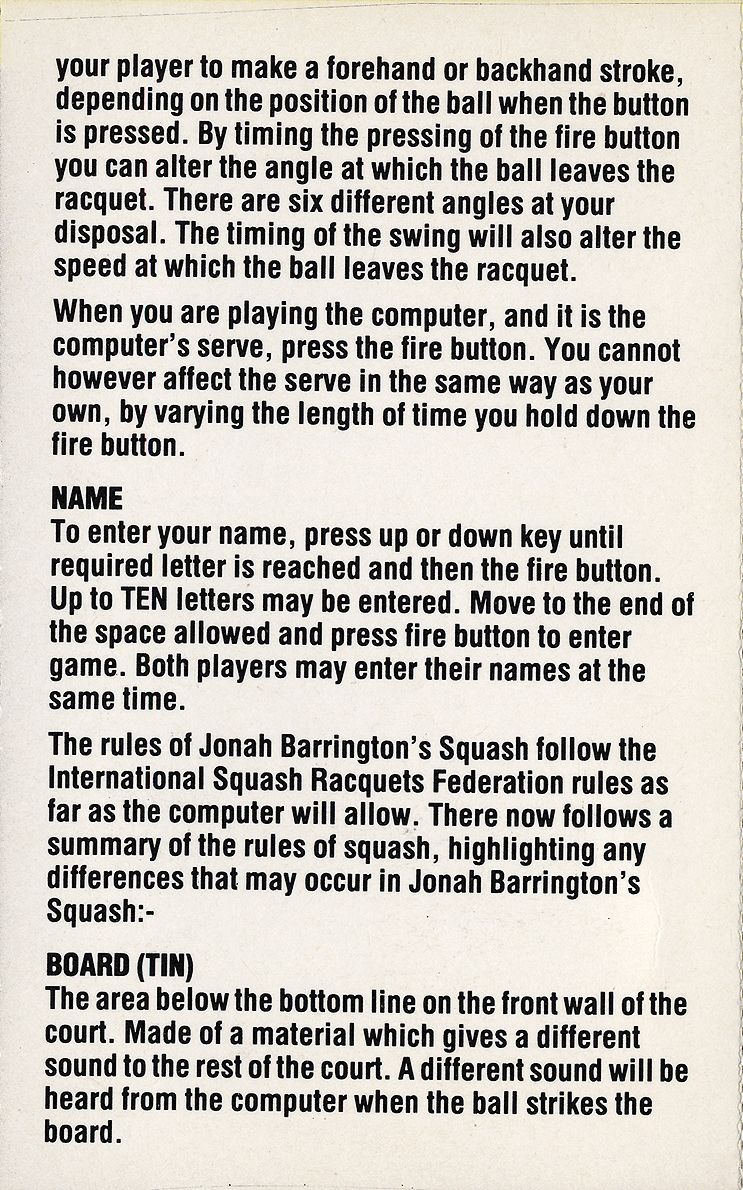 your player to make a forehand or backhand stroke,
depending on the position of the ball when the button
is pressed. By timing the pressing of the fire button
you can alter the angle at which the ball leaves the
racquet. There are six different angles at your
disposal. The timing of the swing will also alter the
speed at which the ball leaves the racquet.
When you are playing the computer, and it is the
computer's serve, press the fire button. You cannot
however affect the serve in the same way as your
own, by varying the length of time you hold down the
fire button.
NAME
To enter your name, press up or down key until
required letter is reached and then the fire button.
Up to TEN letters may be entered. Move to the end of
the space allowed and press fire button to enter
game. Both players may enter their names at the
same time.
The rules of Jonah Barrington's Squash follow the
International Squash Racquets Federation rules as
far as the computer will allow. There now follows a
summary of the rules of squash, highlighting any
differences that may occur in Jonah Barrington's
Squash:-
BOARD (TIN)
The area below the bottom line on the front wall of the
court. Made of a material which gives a different
sound to the rest of the court. A different sound will be
heard from the computer when the ball strikes the
board.